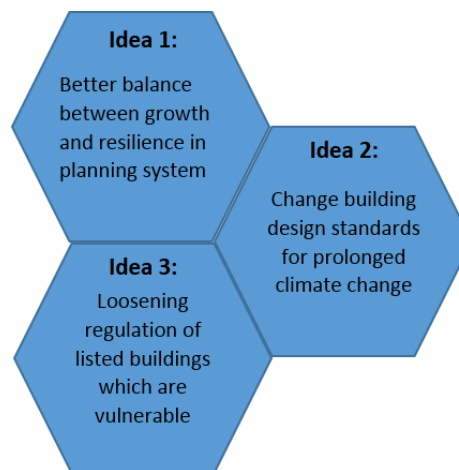 Idea 1:
Better balance
between growth
and resilience in
planning system
Idea 2:
Change building
design standards
for prolonged
climate change
Idea 3:
Loosening
regulation of
listed buildings
which are
vulnerable